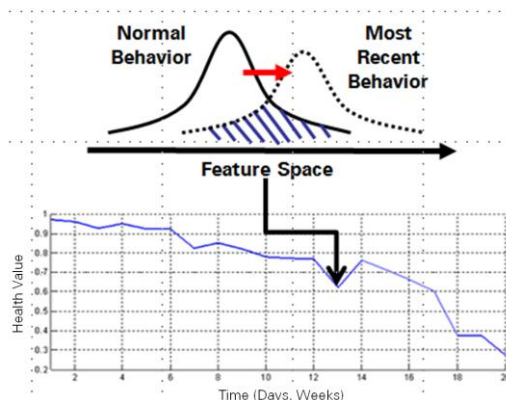 Normal
Behavior
Most
Recent
Behavior
Feature Space
1
0.9
0.8
0.7
0.6
0.5
0.4
0.3
0.2
Health Value
2 4 6 8 10 12 14 16 18
Time (Days, Weeks)